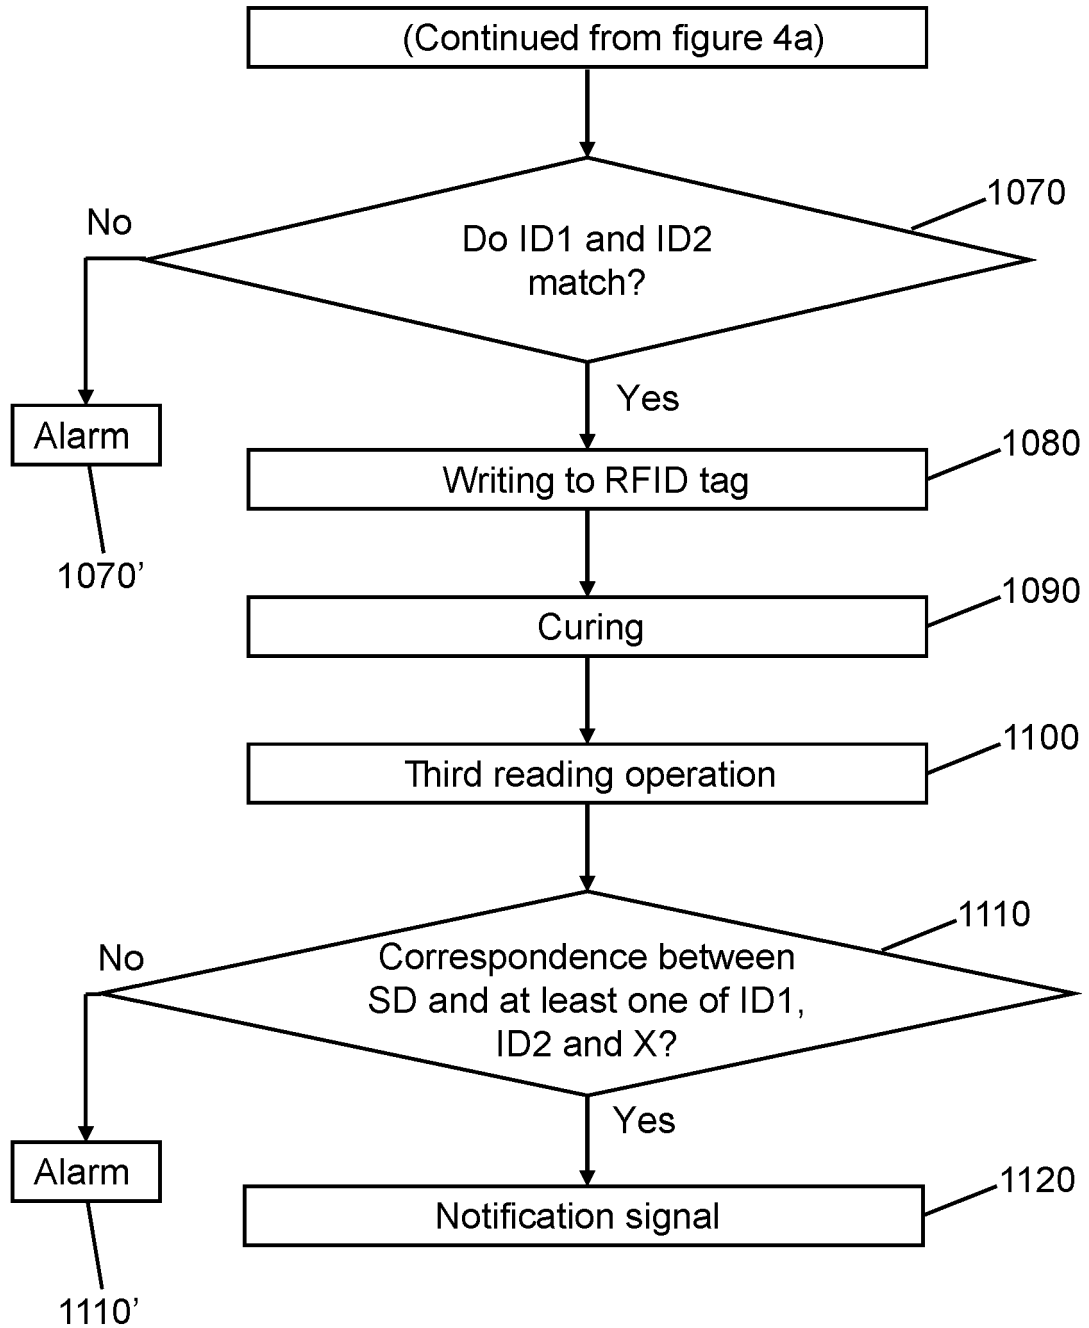 (Continued from figure 4a)
1070
No
Do ID1 and ID2
match?
Yes
Alarm
1080
Writing to RFID tag
1070’
1090
Curing
1100
Third reading operation
1110
No
Correspondence between
SD and at least one of ID1,
ID2 and X?
Yes
Alarm
1120
Notification signal
1110’